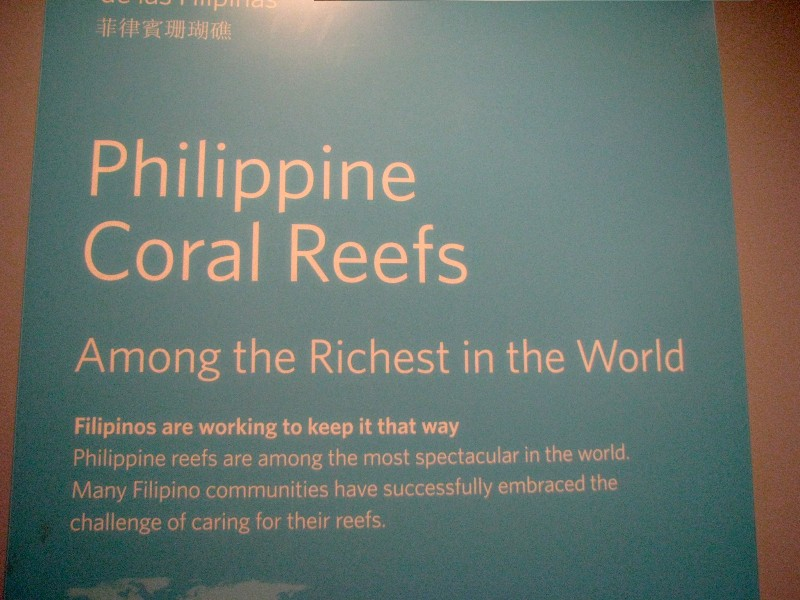 de las Filipinas
菲律賓珊瑚礁
Philippine
Coral Reefs
Among the Richest in the World
Filipinos are working to keep it that way
Philippine reefs are among the most spectacular in the world.
Many Filipino communities have successfully embraced the
challenge of caring for their reefs.